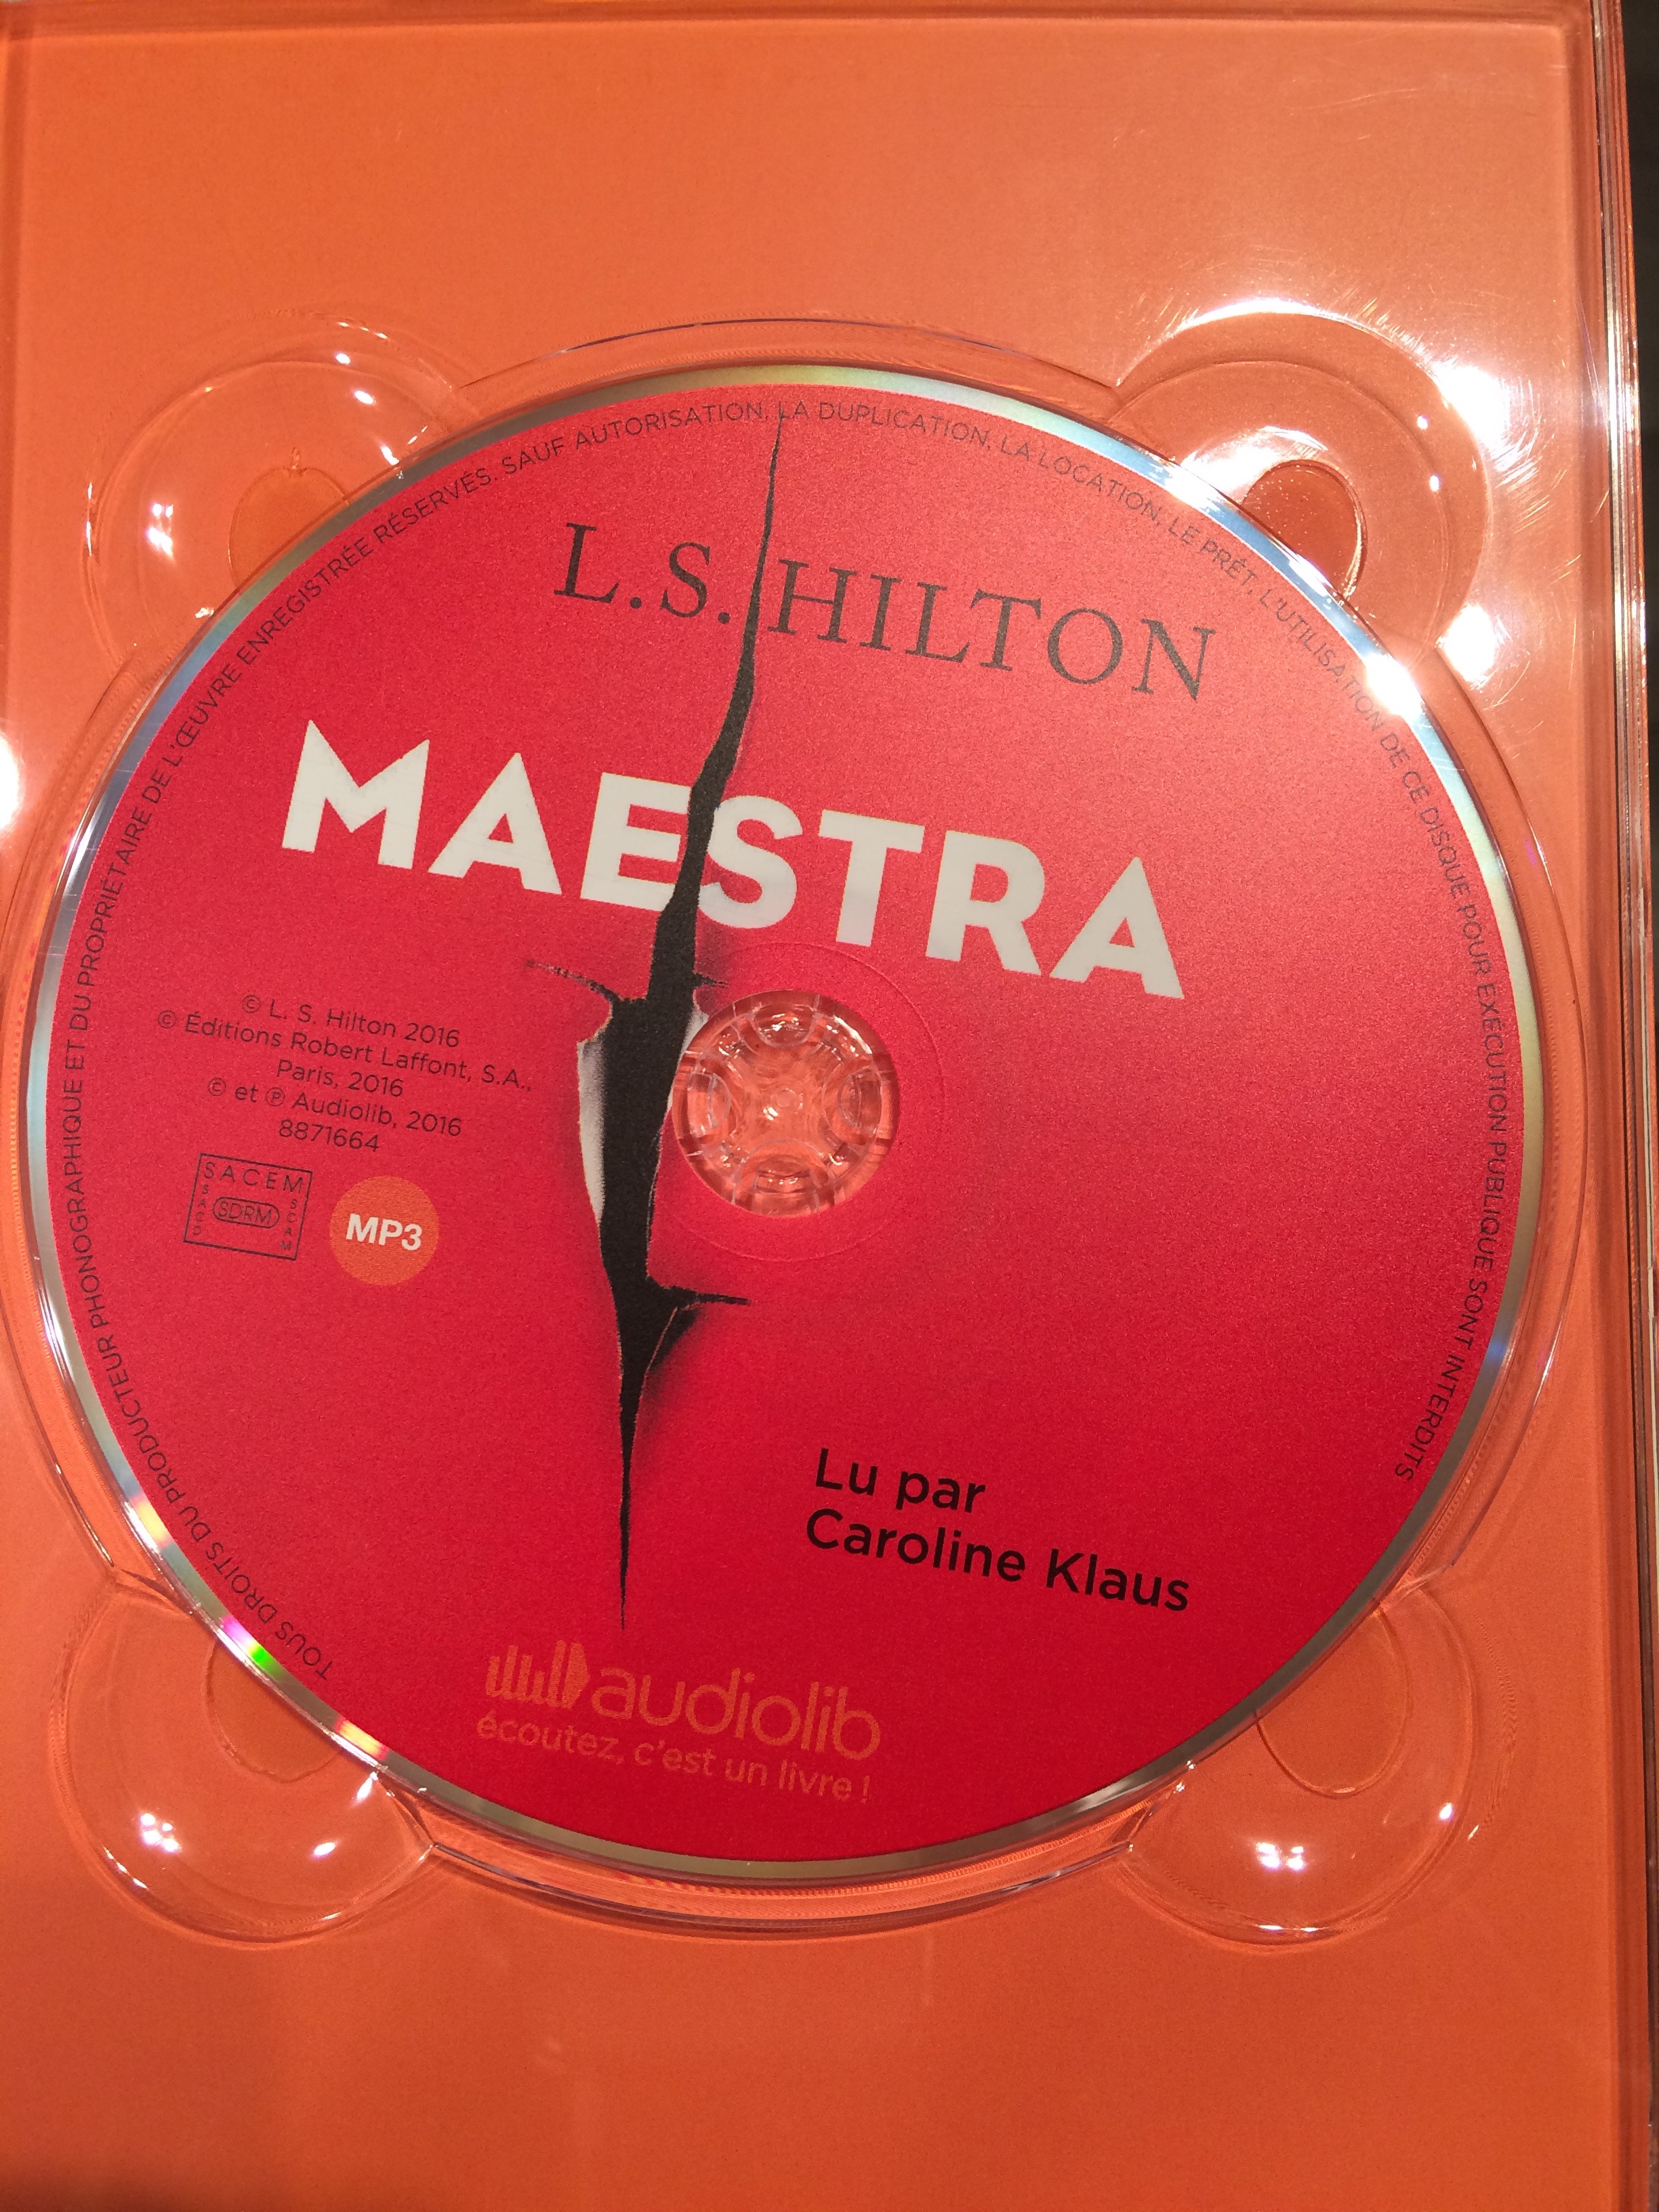 TOUS DROITS DU PRODUCTEUR PHONOGRAPHIQUE ET DU PROPRIÉTAIRE DE L'ŒUVRE ENREGISTRÉE RÉSERVÉS. SAUF AUTORISATION, LA DUPLICATION, LA LOCATION, LE PRÊT, L'UTILISATION DE CE DISQUE POUR EXÉCUTION PUBLIQUE SONT INTERDITS
L.S. HILTON
MAESTRA
© L. S. Hilton 2016
© Éditions Robert Laffont, S.A.,
Paris, 2016
© et ℗ Audiolib, 2016
8871664
SACEM
SACD
SDRM
SCAM
MP3
Lu par
Caroline Klaus
audiolib
écoutez, c'est un livre !